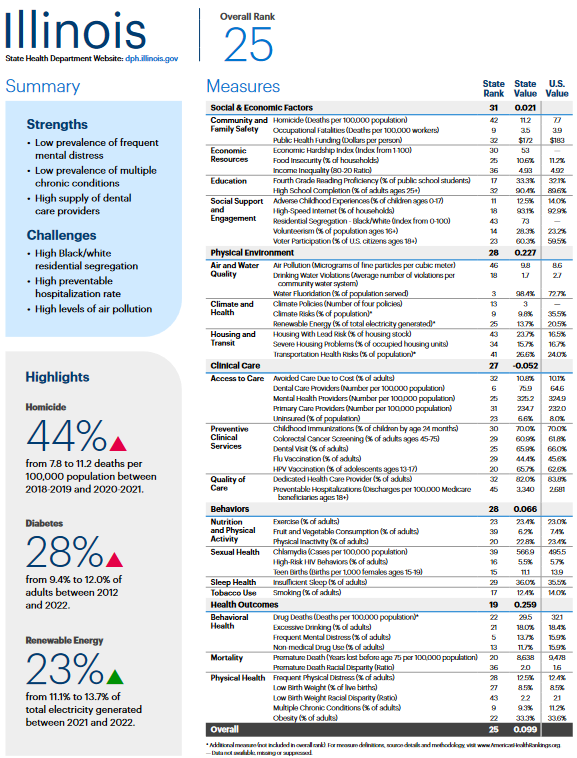 Illinois
State Health Department Website: dph.illinois.gov
Overall Rank
25
Summary
Strengths
• Low prevalence of frequent
mental distress
• Low prevalence of multiple
chronic conditions
• High supply of dental
care providers
Challenges
• High Black/white
residential segregation
• High preventable
hospitalization rate
• High levels of air pollution
Highlights
Homicide
44%▲
from 7.8 to 11.2 deaths per
100,000 population between
2018-2019 and 2020-2021.
Diabetes
28%▲
from 9.4% to 12.0% of
adults between 2012
and 2022.
Renewable Energy
23%▲
from 11.1% to 13.7% of
total electricity generated
between 2021 and 2022.
Measures
State Rank State Value U.S. Value
Social & Economic Factors 31 0.021
Community and Family Safety
Homicide (Deaths per 100,000 population) 42 11.2 7.7
Occupational Fatalities (Deaths per 100,000 workers) 9 3.5 3.9
Public Health Funding (Dollars per person) 32 $172 $183
Economic Resources
Economic Hardship Index (Index from 1-100) 30 53 —
Food Insecurity (% of households) 25 10.6% 11.2%
Income Inequality (80-20 Ratio) 36 4.93 4.92
Education
Fourth Grade Reading Proficiency (% of public school students) 17 33.3% 32.1%
High School Completion (% of adults ages 25+) 32 90.4% 89.6%
Social Support and Engagement
Adverse Childhood Experiences (% of children ages 0-17) 11 12.5% 14.0%
High-Speed Internet (% of households) 18 93.1% 92.9%
Residential Segregation - Black/White (Index from 0-100) 43 73 —
Volunteerism (% of population ages 16+) 14 28.3% 23.2%
Voter Participation (% of U.S. citizens ages 18+) 23 60.3% 59.5%
Physical Environment 28 0.227
Air and Water Quality
Air Pollution (Micrograms of fine particles per cubic meter) 46 9.8 8.6
Drinking Water Violations (Average number of violations per community water system) 18 1.7 2.7
Water Fluoridation (% of population served) 3 98.4% 72.7%
Climate and Health
Climate Policies (Number of four policies) 13 3 —
Climate Risks (% of population)* 9 9.8% 35.5%
Renewable Energy (% of total electricity generated)* 25 13.7% 20.5%
Housing and Transit
Housing With Lead Risk (% of housing stock) 43 23.7% 16.5%
Severe Housing Problems (% of occupied housing units) 34 15.7% 16.7%
Transportation Health Risks (% of population)* 41 26.6% 24.0%
Clinical Care 27 -0.052
Access to Care
Avoided Care Due to Cost (% of adults) 32 10.8% 10.1%
Dental Care Providers (Number per 100,000 population) 6 75.9 64.6
Mental Health Providers (Number per 100,000 population) 25 325.2 324.9
Primary Care Providers (Number per 100,000 population) 31 234.7 232.0
Uninsured (% of population) 23 6.6% 8.0%
Preventive Clinical Services
Childhood Immunizations (% of children by age 24 months) 30 70.0% 70.0%
Colorectal Cancer Screening (% of adults ages 45-75) 29 60.9% 61.8%
Dental Visit (% of adults) 25 65.9% 66.0%
Flu Vaccination (% of adults) 29 44.4% 45.6%
HPV Vaccination (% of adolescents ages 13-17) 20 65.7% 62.6%
Quality of Care
Dedicated Health Care Provider (% of adults) 32 82.0% 83.8%
Preventable Hospitalizations (Discharges per 100,000 Medicare beneficiaries ages 18+) 45 3,340 2,681
Behaviors 28 0.066
Nutrition and Physical Activity
Exercise (% of adults) 23 23.4% 23.0%
Fruit and Vegetable Consumption (% of adults) 39 6.2% 7.4%
Physical Inactivity (% of adults) 20 22.8% 23.4%
Sexual Health
Chlamydia (Cases per 100,000 population) 39 566.9 495.5
High-Risk HIV Behaviors (% of adults) 16 5.5% 5.7%
Teen Births (Births per 1,000 females ages 15-19) 15 11.1 13.9
Sleep Health
Insufficient Sleep (% of adults) 29 36.0% 35.5%
Tobacco Use
Smoking (% of adults) 17 12.4% 14.0%
Health Outcomes 19 0.259
Behavioral Health
Drug Deaths (Deaths per 100,000 population)* 22 29.5 32.1
Excessive Drinking (% of adults) 21 18.0% 18.4%
Frequent Mental Distress (% of adults) 5 13.7% 15.9%
Non-medical Drug Use (% of adults) 13 11.7% 15.9%
Mortality
Premature Death (Years lost before age 75 per 100,000 population) 20 8,638 9,478
Premature Death Racial Disparity (Ratio) 36 2.0 1.6
Physical Health
Frequent Physical Distress (% of adults) 28 12.5% 12.4%
Low Birth Weight (% of live births) 27 8.5% 8.5%
Low Birth Weight Racial Disparity (Ratio) 43 2.2 2.1
Multiple Chronic Conditions (% of adults) 9 9.3% 11.2%
Obesity (% of adults) 22 33.3% 33.6%
Overall 25 0.099
* Additional measure (not included in overall rank). For measure definitions, source details and methodology, visit www.AmericasHealthRankings.org.
— Data not available, missing or suppressed.